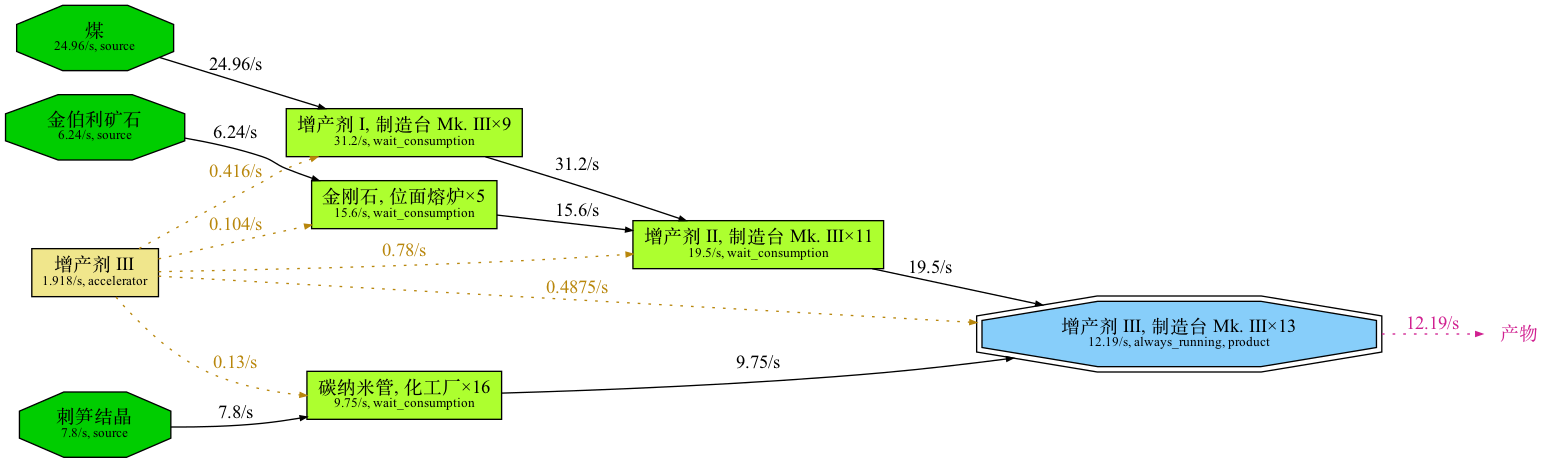 煤
24.96/s, source
24.96/s
金伯利矿石
6.24/s, source
6.24/s
增产剂 I, 制造台 Mk. III×9
31.2/s, wait_consumption
31.2/s
0.416/s
金刚石, 位面熔炉×5
15.6/s, wait_consumption
15.6/s
0.104/s
增产剂 II, 制造台 Mk. III×11
19.5/s, wait_consumption
19.5/s
0.78/s
增产剂 III
1.918/s, accelerator
0.4875/s
增产剂 III, 制造台 Mk. III×13
12.19/s, always_running, product
12.19/s
产物
0.13/s
碳纳米管, 化工厂×16
9.75/s, wait_consumption
9.75/s
刺笋结晶
7.8/s, source
7.8/s